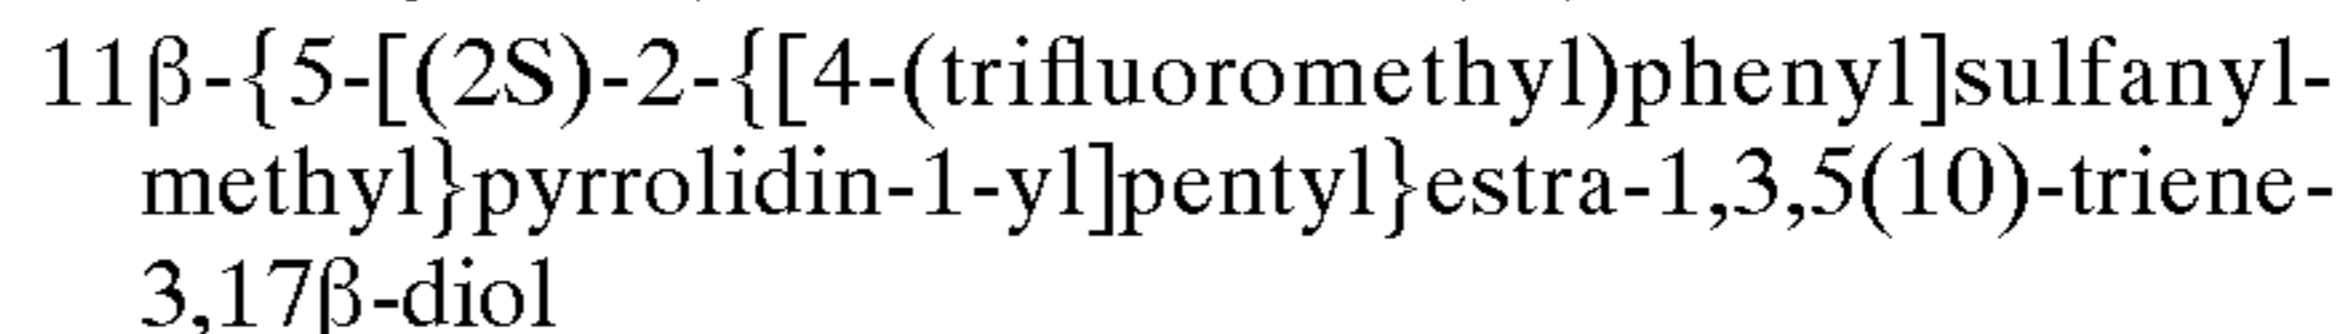 11β-{5-[(2S)-2-{[4-(trifluoromethyl)phenyl]sulfanyl-
methyl}pyrrolidin-1-yl]pentyl}estra-1,3,5(10)-triene-
3,17β-diol